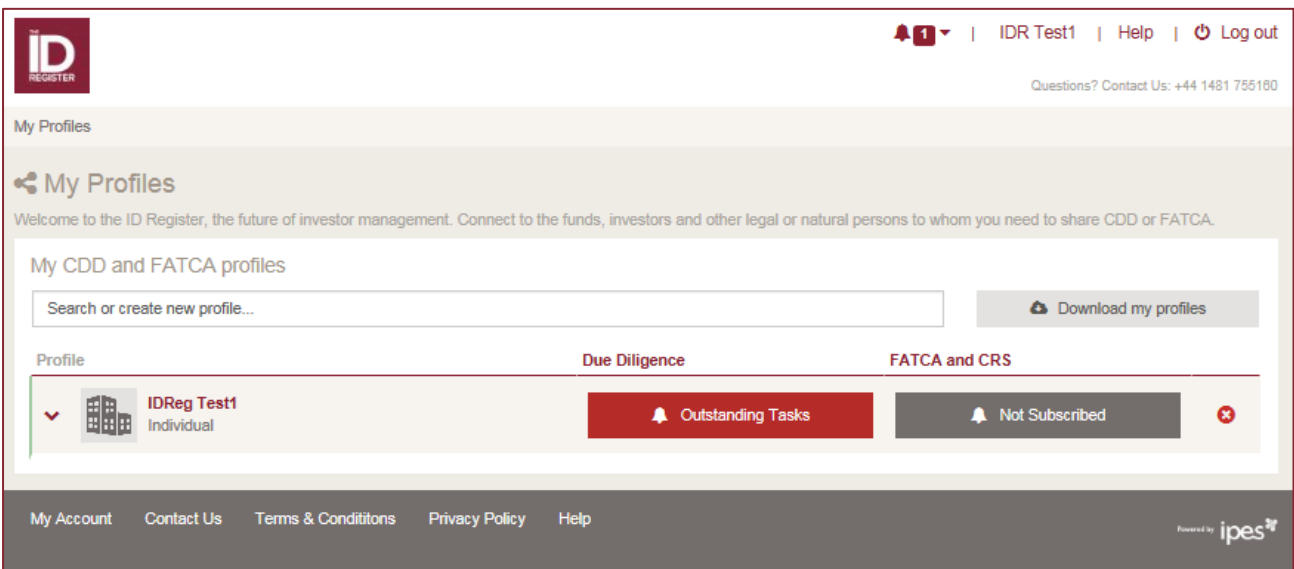 THE
ID
REGISTER
1 | IDR Test1 | Help | Log out
Questions? Contact Us: +44 1481 755180
My Profiles
My Profiles
Welcome to the ID Register, the future of investor management. Connect to the funds, investors and other legal or natural persons to whom you need to share CDD or FATCA.
My CDD and FATCA profiles
Search or create new profile...
Download my profiles
Profile Due Diligence FATCA and CRS
IDReg Test1
Individual
Outstanding Tasks
Not Subscribed
My Account Contact Us Terms & Condititons Privacy Policy Help
Powered by ipes